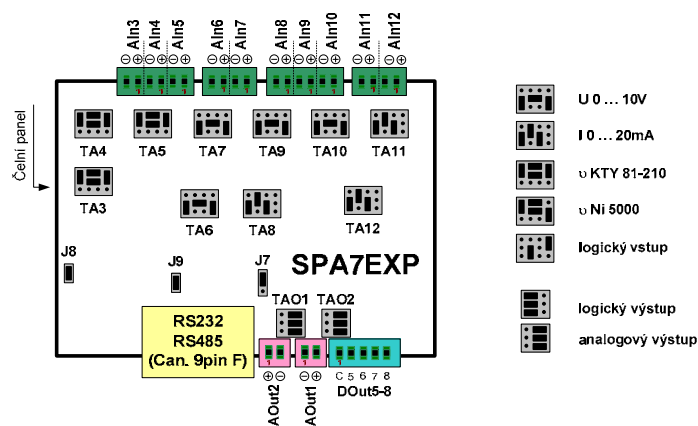 AIn3 AIn4 AIn5 AIn6 AIn7 AIn8 AIn9 AIn10 AIn11 AIn12
⊖ ⊕ ⊖ ⊕ ⊖ ⊕ ⊖ ⊕ ⊖ ⊕ ⊖ ⊕ ⊖ ⊕ ⊖ ⊕ ⊖ ⊕ ⊖ ⊕
Čelní panel
TA4 TA5 TA7 TA9 TA10 TA11
TA3
TA6 TA8 TA12
J8 J9 J7
SPA7EXP
TAO1 TAO2
RS232
RS485
(Can. 9pin F)
⊕ ⊖ ⊖ ⊕ C 5 6 7 8
AOut2 AOut1 DOut5-8
U 0 ... 10V
I 0 ... 20mA
υ KTY 81-210
υ Ni 5000
logický vstup
logický výstup
analogový výstup